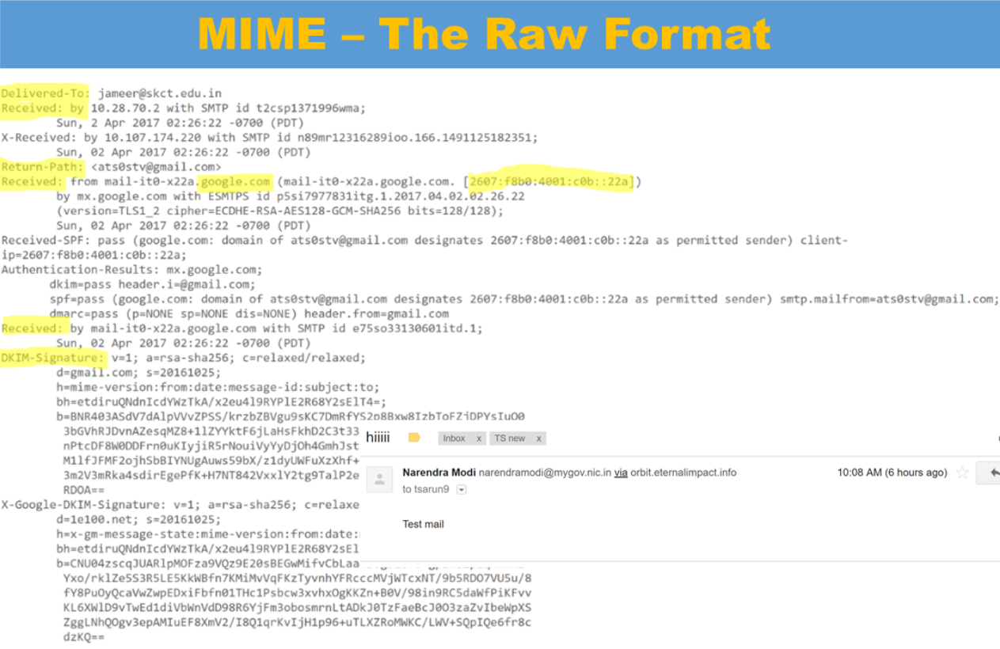 MIME – The Raw Format
Delivered-To: jameer@skct.edu.in
Received: by 10.28.70.2 with SMTP id t2csp1371996wma;
Sun, 2 Apr 2017 02:26:22 -0700 (PDT)
X-Received: by 10.107.174.220 with SMTP id n89mr12316289ioo.166.1491125182351;
Sun, 02 Apr 2017 02:26:22 -0700 (PDT)
Return-Path: <ats0stv@gmail.com>
Received: from mail-it0-x22a.google.com (mail-it0-x22a.google.com. [2607:f8b0:4001:c0b::22a])
by mx.google.com with ESMTPS id p5si7977831itg.1.2017.04.02.02.26.22
(version=TLS1_2 cipher=ECDHE-RSA-AES128-GCM-SHA256 bits=128/128);
Sun, 02 Apr 2017 02:26:22 -0700 (PDT)
Received-SPF: pass (google.com: domain of ats0stv@gmail.com designates 2607:f8b0:4001:c0b::22a as permitted sender) client-
ip=2607:f8b0:4001:c0b::22a;
Authentication-Results: mx.google.com;
dkim=pass header.i=@gmail.com;
spf=pass (google.com: domain of ats0stv@gmail.com designates 2607:f8b0:4001:c0b::22a as permitted sender) smtp.mailfrom=ats0stv@gmail.com;
dmarc=pass (p=NONE sp=NONE dis=NONE) header.from=gmail.com
Received: by mail-it0-x22a.google.com with SMTP id e75so33130601itd.1;
Sun, 02 Apr 2017 02:26:22 -0700 (PDT)
DKIM-Signature: v=1; a=rsa-sha256; c=relaxed/relaxed;
d=gmail.com; s=20161025;
h=mime-version:from:date:message-id:subject:to;
bh=etdiruQNdnIcdYWzTkA/x2eu4l9RYPlE2R68Y2sElT4=;
b=BNR403ASdV7dAlpVVvZPSS/krzbZBVgu9sKC7DmRfYS2p8Bxw8IzbToFZjDPYsIuO0
3bGVhRJDvnAZesqMZ8+1lZYYktF6jLaHsFkhD2C3t33
nPtcDF8W0DDFrn0uKIyjiR5rNouiVyYyDjOh4GmhJst
M1lfJFMF2ojhSbBIYNUgAuws59bX/z1dyUWFuXzXhf+
3m2V3mRka4sdirEgePfK+H7NT842VxxlY2tg9TalP2e
RDOA==
X-Google-DKIM-Signature: v=1; a=rsa-sha256; c=relaxe
d=1e100.net; s=20161025;
h=x-gm-message-state:mime-version:from:date:
bh=etdiruQNdnIcdYWzTkA/x2eu4l9RYPlE2R68Y2sEl
b=CNU04zscqJUARlpMOFza9VQz9E20sBEGwMifvCbLaa
Yxo/rklZe5S3R5LE5KkWBfn7KMiMvVqFKzTyvnhYFRcccMVjWTcxNT/9b5RDO7VU5u/8
fY8PuOyQcaVwZwpEDxiFbfn01THc1Psbcw3xvhxOgKKZn+B0V/98in9RC5daWfPiKFvv
KL6XWlD9vTwEd1diVbWnVdD98R6YjFm3obosmrnLtADkJ0TzFaeBcJ0O3zaZvIbeWpXS
ZggLNhQOgv3epAMIuEF8XmV2/I8Q1qrKvIjH1p96+uTLXZRoMWKC/LWV+SQpIQe6fr8c
dzKQ==
hiiiii Inbox x TS new x
Narendra Modi narendramodi@mygov.nic.in via orbit.eternalimpact.info 10:08 AM (6 hours ago)
to tsarun9
Test mail